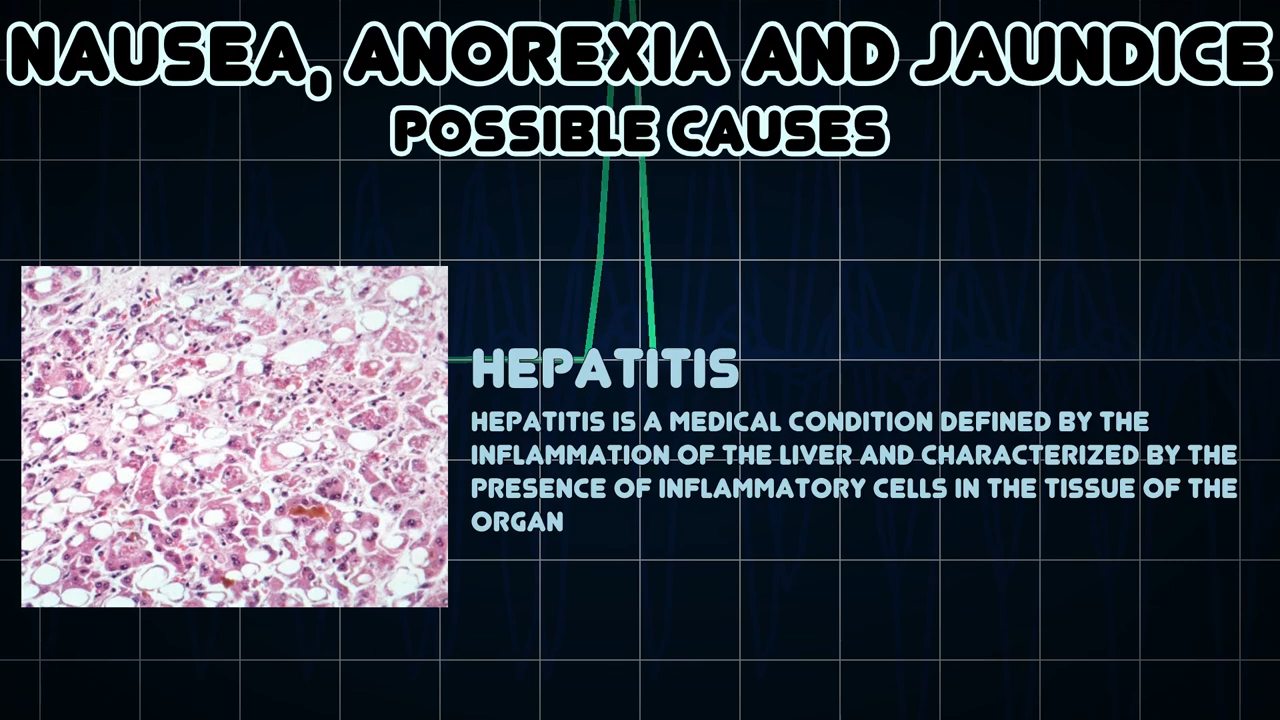 NAUSEA, ANOREXIA AND JAUNDICE
POSSIBLE CAUSES
HEPATITIS
HEPATITIS IS A MEDICAL CONDITION DEFINED BY THE
INFLAMMATION OF THE LIVER AND CHARACTERIZED BY THE
PRESENCE OF INFLAMMATORY CELLS IN THE TISSUE OF THE
ORGAN